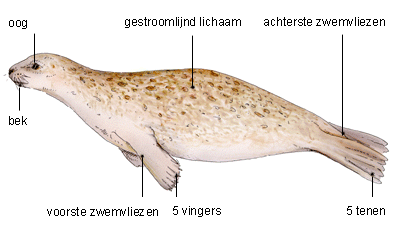 oog
gestroomlijnd lichaam
achterste zwemvliezen
bek
voorste zwemvliezen
5 vingers
5 tenen